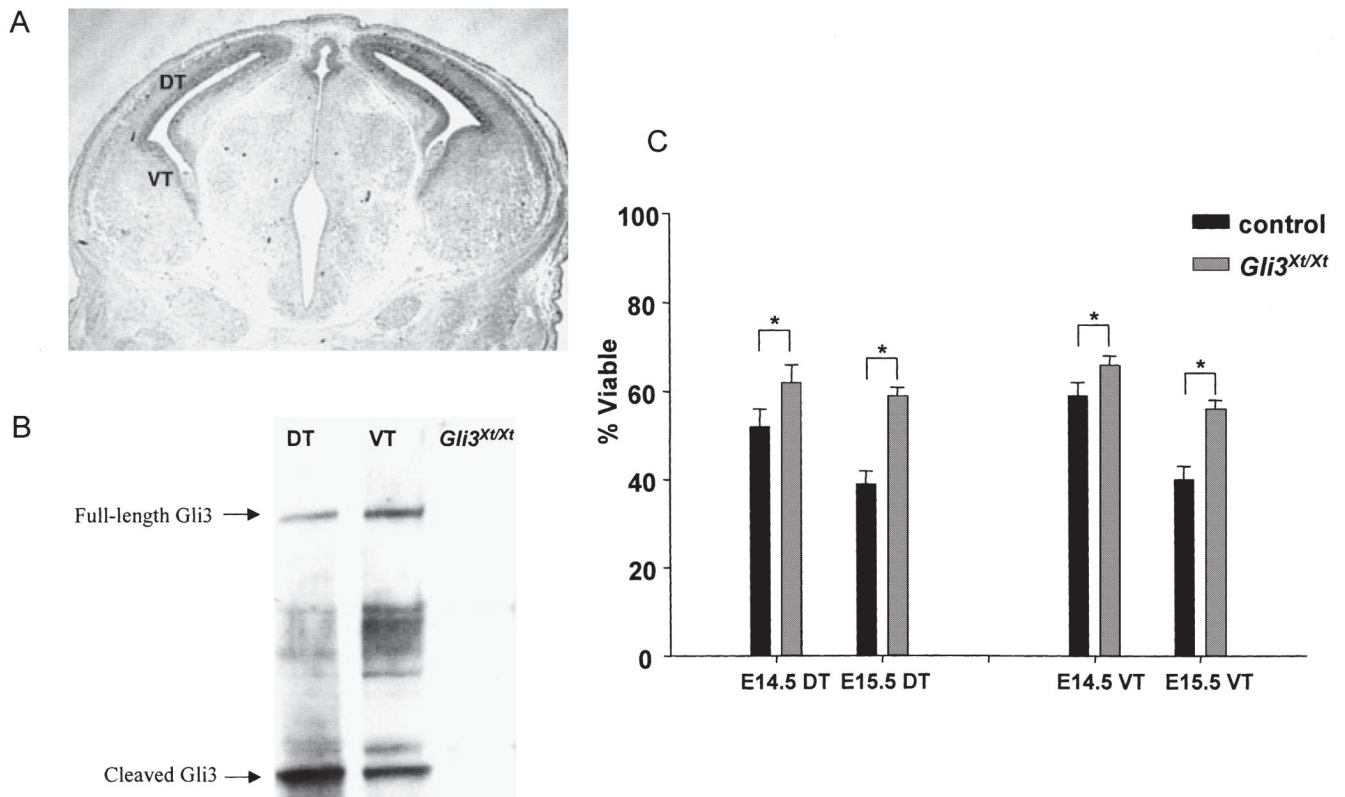 A
DT
VT
B
DT VT Gli3Xt/Xt
Full-length Gli3
Cleaved Gli3
C
control
Gli3Xt/Xt
% Viable
100
80
60
40
20
0
* * * *
E14.5 DT E15.5 DT E14.5 VT E15.5 VT